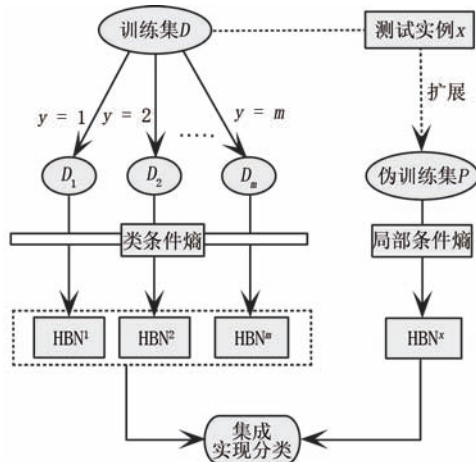 训练集D
测试实例x
y = 1
y = 2
.....
y = m
扩展
D₁
D₂
Dₘ
伪训练集P
类条件熵
局部条件熵
HBN¹
HBN²
HBNᵐ
HBNˣ
集成
实现分类